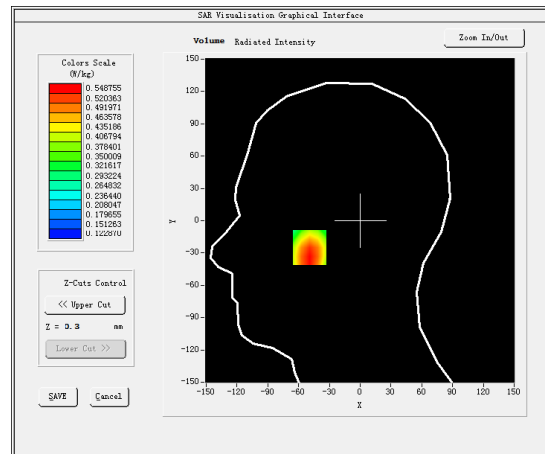 SAR Visualisation Graphical Interface
Volume Radiated Intensity
Zoom In/Out
Colors Scale
(W/kg)
0.548755
0.520363
0.491971
0.463578
0.435186
0.406794
0.378401
0.350009
0.321617
0.293224
0.264832
0.236440
0.208047
0.179655
0.151263
0.122870
Z-Cuts Control
<< Upper Cut
Z = 0.3 mm
Lower Cut >>
SAVE
Cancel
150
120
90
60
30
0
-30
-60
-90
-120
-150
Y
-150 -120 -90 -60 -30 0 30 60 90 120 150
X